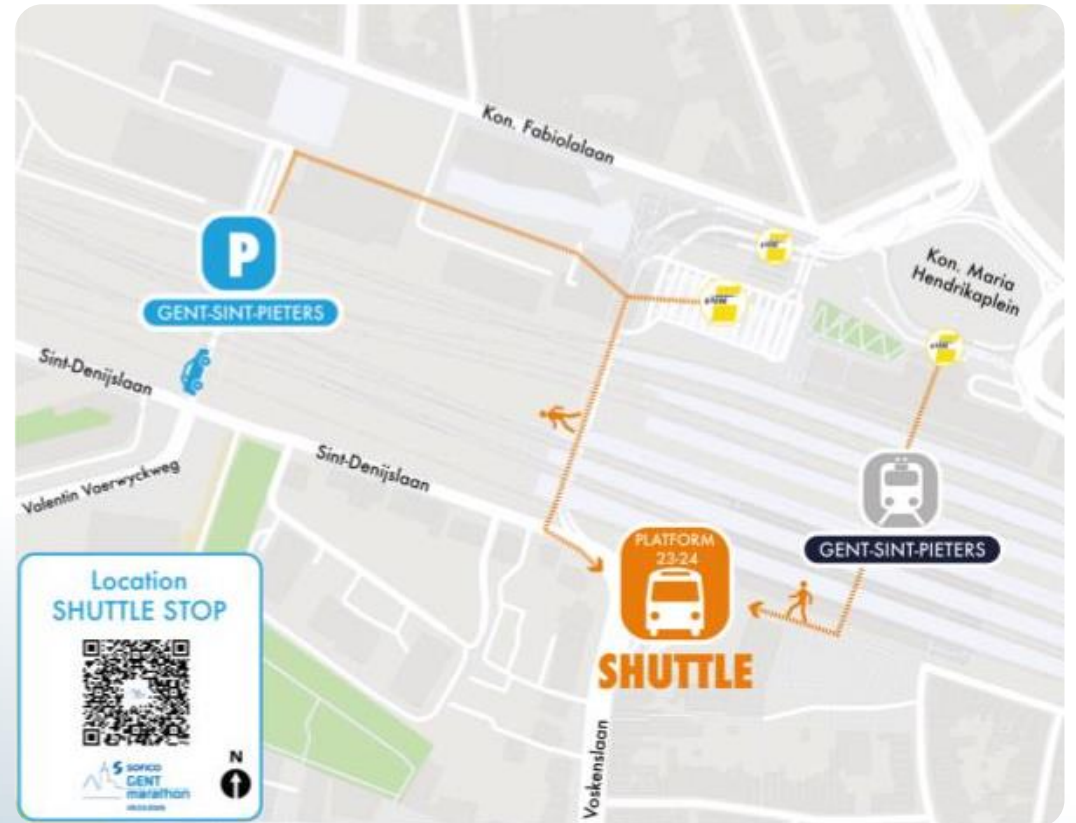 Kon. Fabiolalaan
Kon. Maria
Hendrikaplein
P
GENT-SINT-PIETERS
Sint-Denijslaan
Valentin Vaerwyckweg
Sint-Denijslaan
GENT-SINT-PIETERS
PLATFORM
23-24
SHUTTLE
Voskenslaan
Location
SHUTTLE STOP
N
SOFICO
GENT
marathon